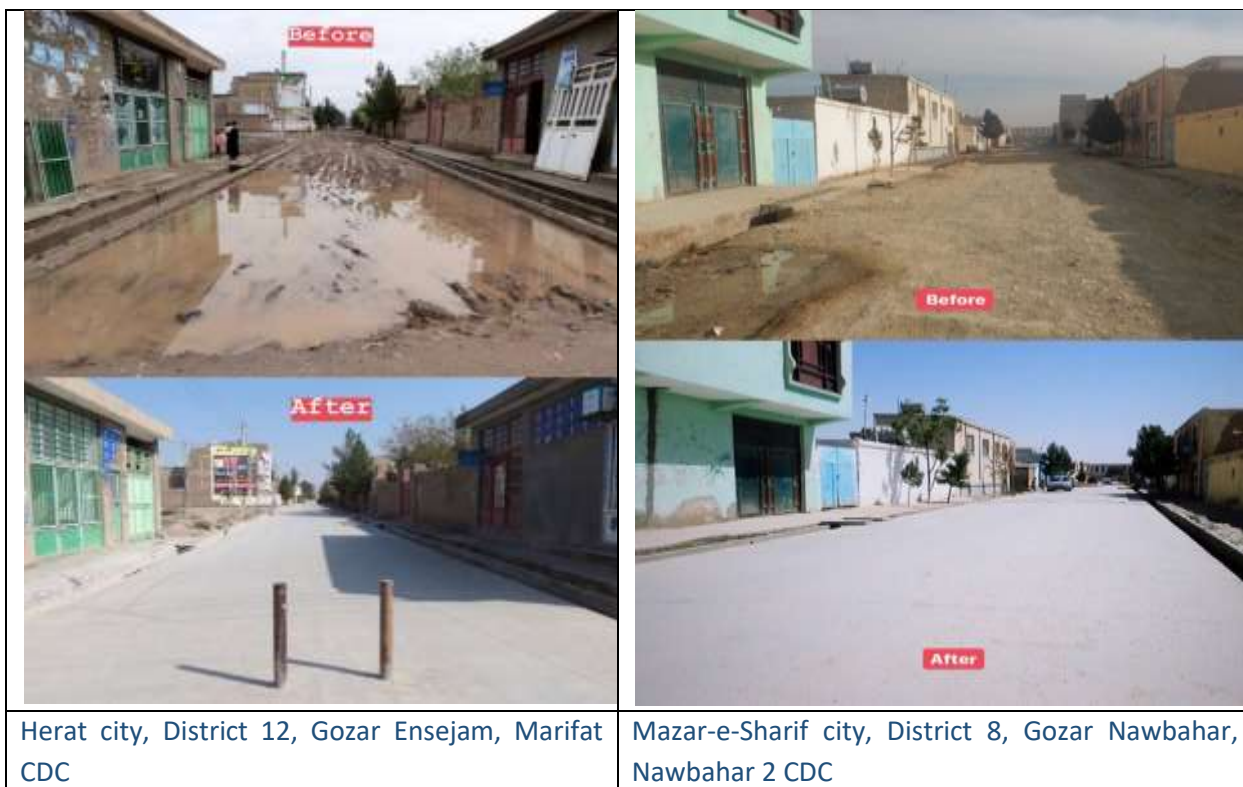 Before
Before
After
After
Herat city, District 12, Gozar Ensejam, Marifat
CDC
Mazar-e-Sharif city, District 8, Gozar Nawbahar,
Nawbahar 2 CDC